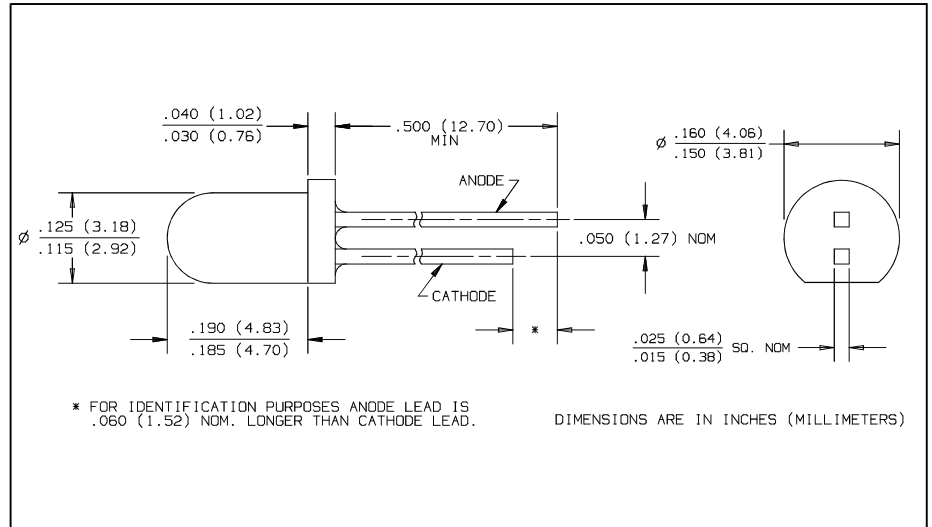 .040 (1.02)
.030 (0.76)
.500 (12.70)
MIN
ø .160 (4.06)
.150 (3.81)
ANODE
ø .125 (3.18)
.115 (2.92)
.050 (1.27) NOM
CATHODE
.190 (4.83)
.185 (4.70)
*
.025 (0.64)
.015 (0.38) SQ. NOM
* FOR IDENTIFICATION PURPOSES ANODE LEAD IS
.060 (1.52) NOM. LONGER THAN CATHODE LEAD.
DIMENSIONS ARE IN INCHES (MILLIMETERS)